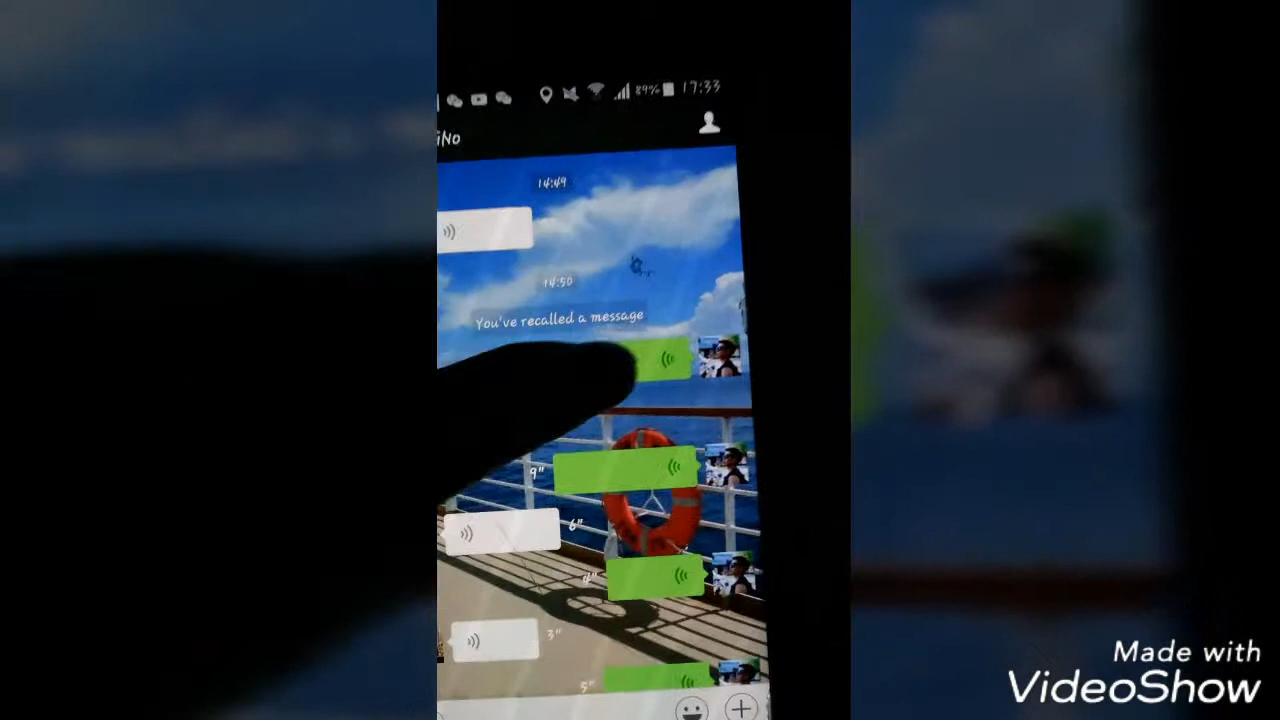 89% 17:33
iNo
14:49
14:50
You've recalled a message
9"
6"
4"
3"
5"
Made with
VideoShow